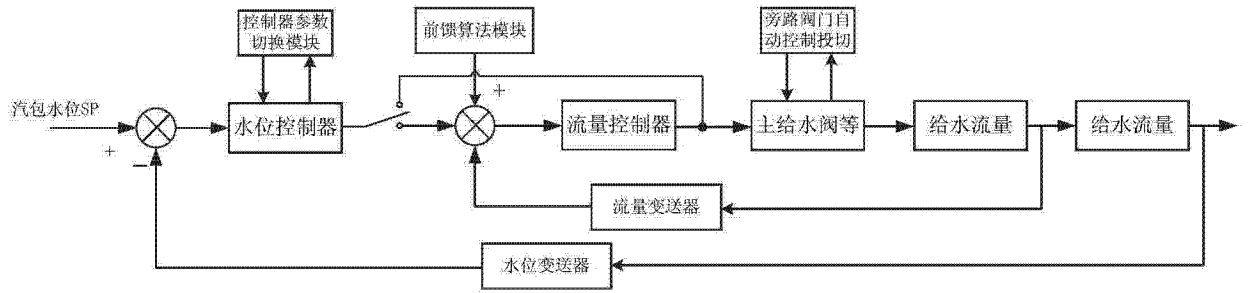 控制器参数
切换模块
前馈算法模块
旁路阀门自
动控制投切
汽包水位SP
+
−
水位控制器
+
流量控制器
主给水阀等
给水流量
给水流量
流量变送器
水位变送器